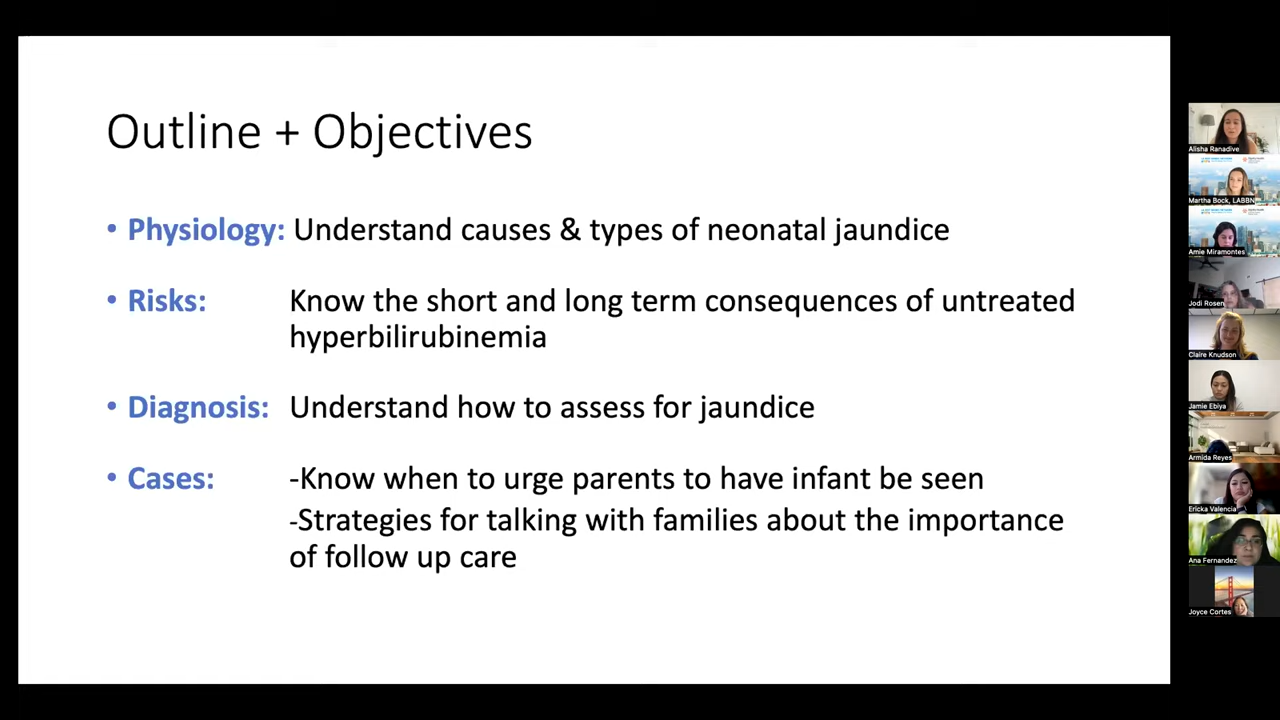 Outline + Objectives
• Physiology: Understand causes & types of neonatal jaundice
• Risks: Know the short and long term consequences of untreated
hyperbilirubinemia
• Diagnosis: Understand how to assess for jaundice
• Cases: -Know when to urge parents to have infant be seen
-Strategies for talking with families about the importance
of follow up care
Alisha Ranadive
Martha Bock, LABBN
Amie Miramontes
Jodi Rosen
Claire Knudson
Jamie Ebiya
Armida Reyes
Ericka Valencia
Ana Fernandez
Joyce Cortes